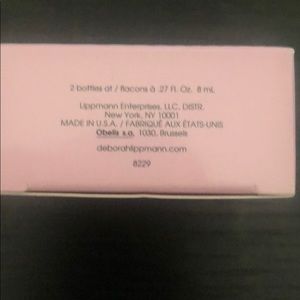 2 bottles at / flacons à .27 Fl. Oz. 8 mL
Lippmann Enterprises, LLC, DISTR.
New York, NY 10001
MADE IN U.S.A. / FABRIQUÉ AUX ÉTATS-UNIS
Obelis s.a. 1030, Brussels
deborahlippmann.com
8229